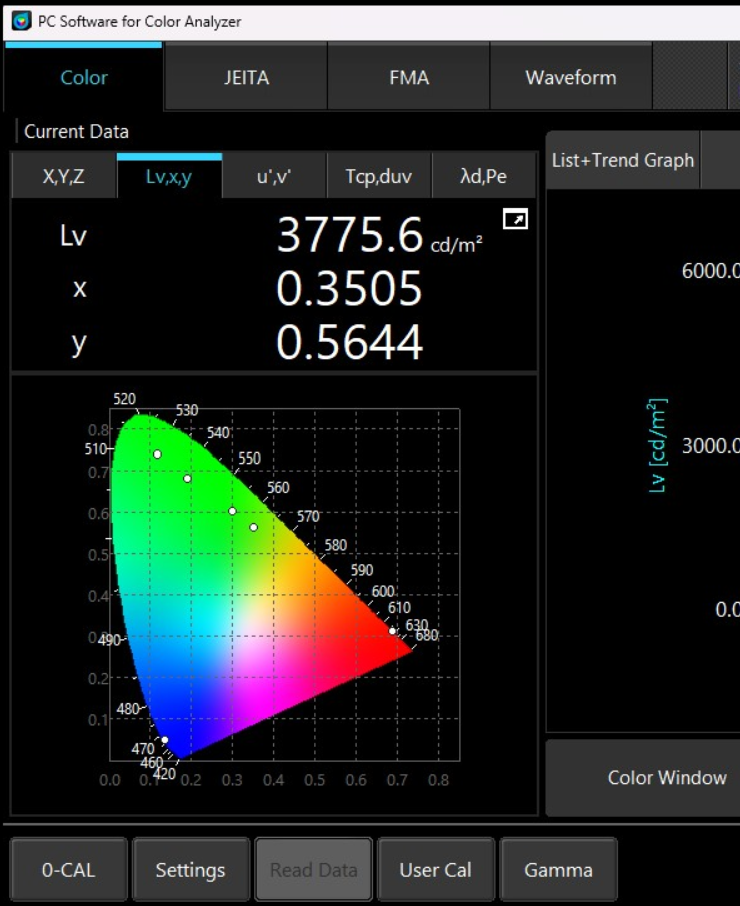 PC Software for Color Analyzer
Color JEITA FMA Waveform
Current Data
List+Trend Graph
X,Y,Z Lv,x,y u',v' Tcp,duv λd,Pe
Lv 3775.6 cd/m²
x 0.3505
y 0.5644
6000.0
Lv [cd/m²]
3000.0
0.0
520
530
0.8
540
510
550
0.7
560
0.6
570
580
0.5
590
0.4
600
610
630
680
490
0.2
480
0.1
470
460
420
0.0 0.1 0.2 0.3 0.4 0.5 0.6 0.7 0.8
Color Window
0-CAL Settings Read Data User Cal Gamma